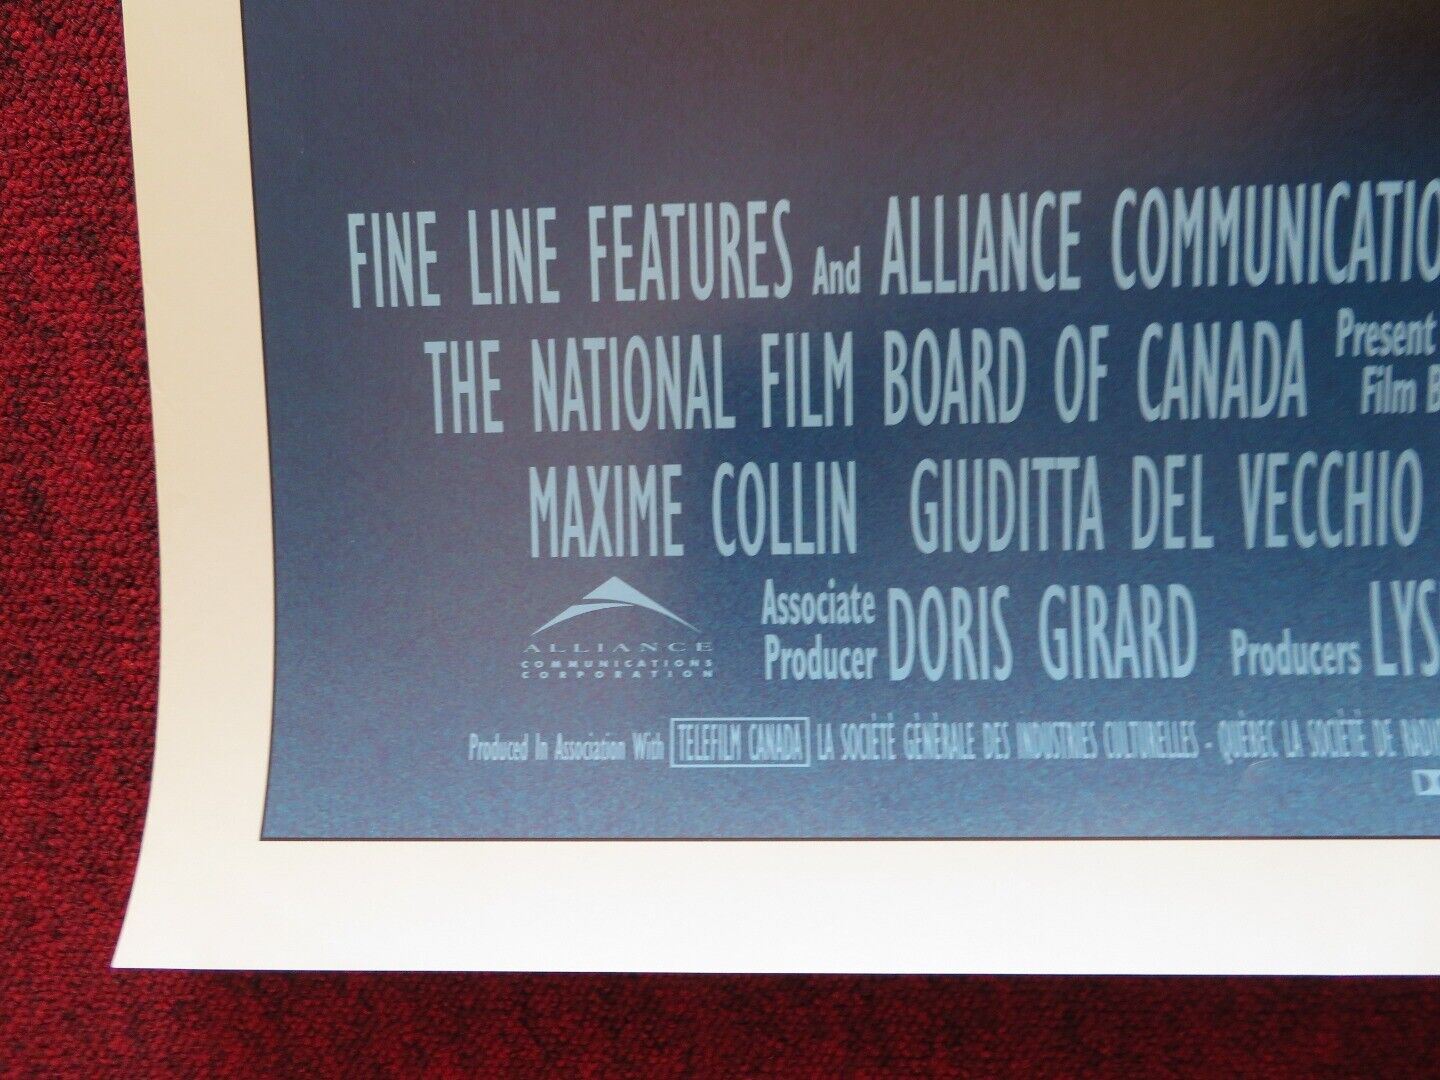 FINE LINE FEATURES And ALLIANCE COMMUNICATIO
THE NATIONAL FILM BOARD OF CANADA Present
Film B
MAXIME COLLIN GIUDITTA DEL VECCHIO
ALLIANCE
COMMUNICATIONS
CORPORATION
Associate
Producer DORIS GIRARD Producers LYS
Produced In Association With TELEFILM CANADA LA SOCIÉTÉ GÉNÉRALE DES INDUSTRIES CULTURELLES - QUÉBEC LA SOCIÉTÉ DE RADIO